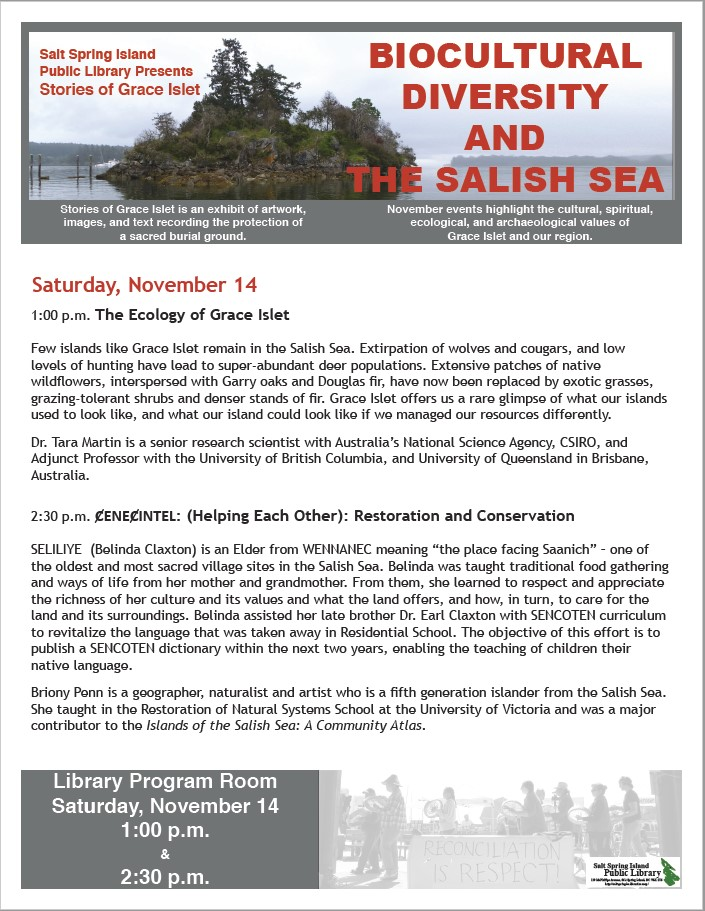 Salt Spring Island
Public Library Presents
Stories of Grace Islet
BIOCULTURAL
DIVERSITY
AND
THE SALISH SEA
Stories of Grace Islet is an exhibit of artwork,
images, and text recording the protection of
a sacred burial ground.
November events highlight the cultural, spiritual,
ecological, and archaeological values of
Grace Islet and our region.
Saturday, November 14
1:00 p.m. The Ecology of Grace Islet
Few islands like Grace Islet remain in the Salish Sea. Extirpation of wolves and cougars, and low
levels of hunting have lead to super-abundant deer populations. Extensive patches of native
wildflowers, interspersed with Garry oaks and Douglas fir, have now been replaced by exotic grasses,
grazing-tolerant shrubs and denser stands of fir. Grace Islet offers us a rare glimpse of what our islands
used to look like, and what our island could look like if we managed our resources differently.
Dr. Tara Martin is a senior research scientist with Australia's National Science Agency, CSIRO, and
Adjunct Professor with the University of British Columbia, and University of Queensland in Brisbane,
Australia.
2:30 p.m. ȻENEȻINTEL: (Helping Each Other): Restoration and Conservation
SELILIYE (Belinda Claxton) is an Elder from WENNANEC meaning “the place facing Saanich” – one of
the oldest and most sacred village sites in the Salish Sea. Belinda was taught traditional food gathering
and ways of life from her mother and grandmother. From them, she learned to respect and appreciate
the richness of her culture and its values and what the land offers, and how, in turn, to care for the
land and its surroundings. Belinda assisted her late brother Dr. Earl Claxton with SENCOTEN curriculum
to revitalize the language that was taken away in Residential School. The objective of this effort is to
publish a SENCOTEN dictionary within the next two years, enabling the teaching of children their
native language.
Briony Penn is a geographer, naturalist and artist who is a fifth generation islander from the Salish Sea.
She taught in the Restoration of Natural Systems School at the University of Victoria and was a major
contributor to the Islands of the Salish Sea: A Community Atlas.
Library Program Room
Saturday, November 14
1:00 p.m.
&
2:30 p.m.
RECONCILIATION
IS RESPECT!
Salt Spring Island
Public Library